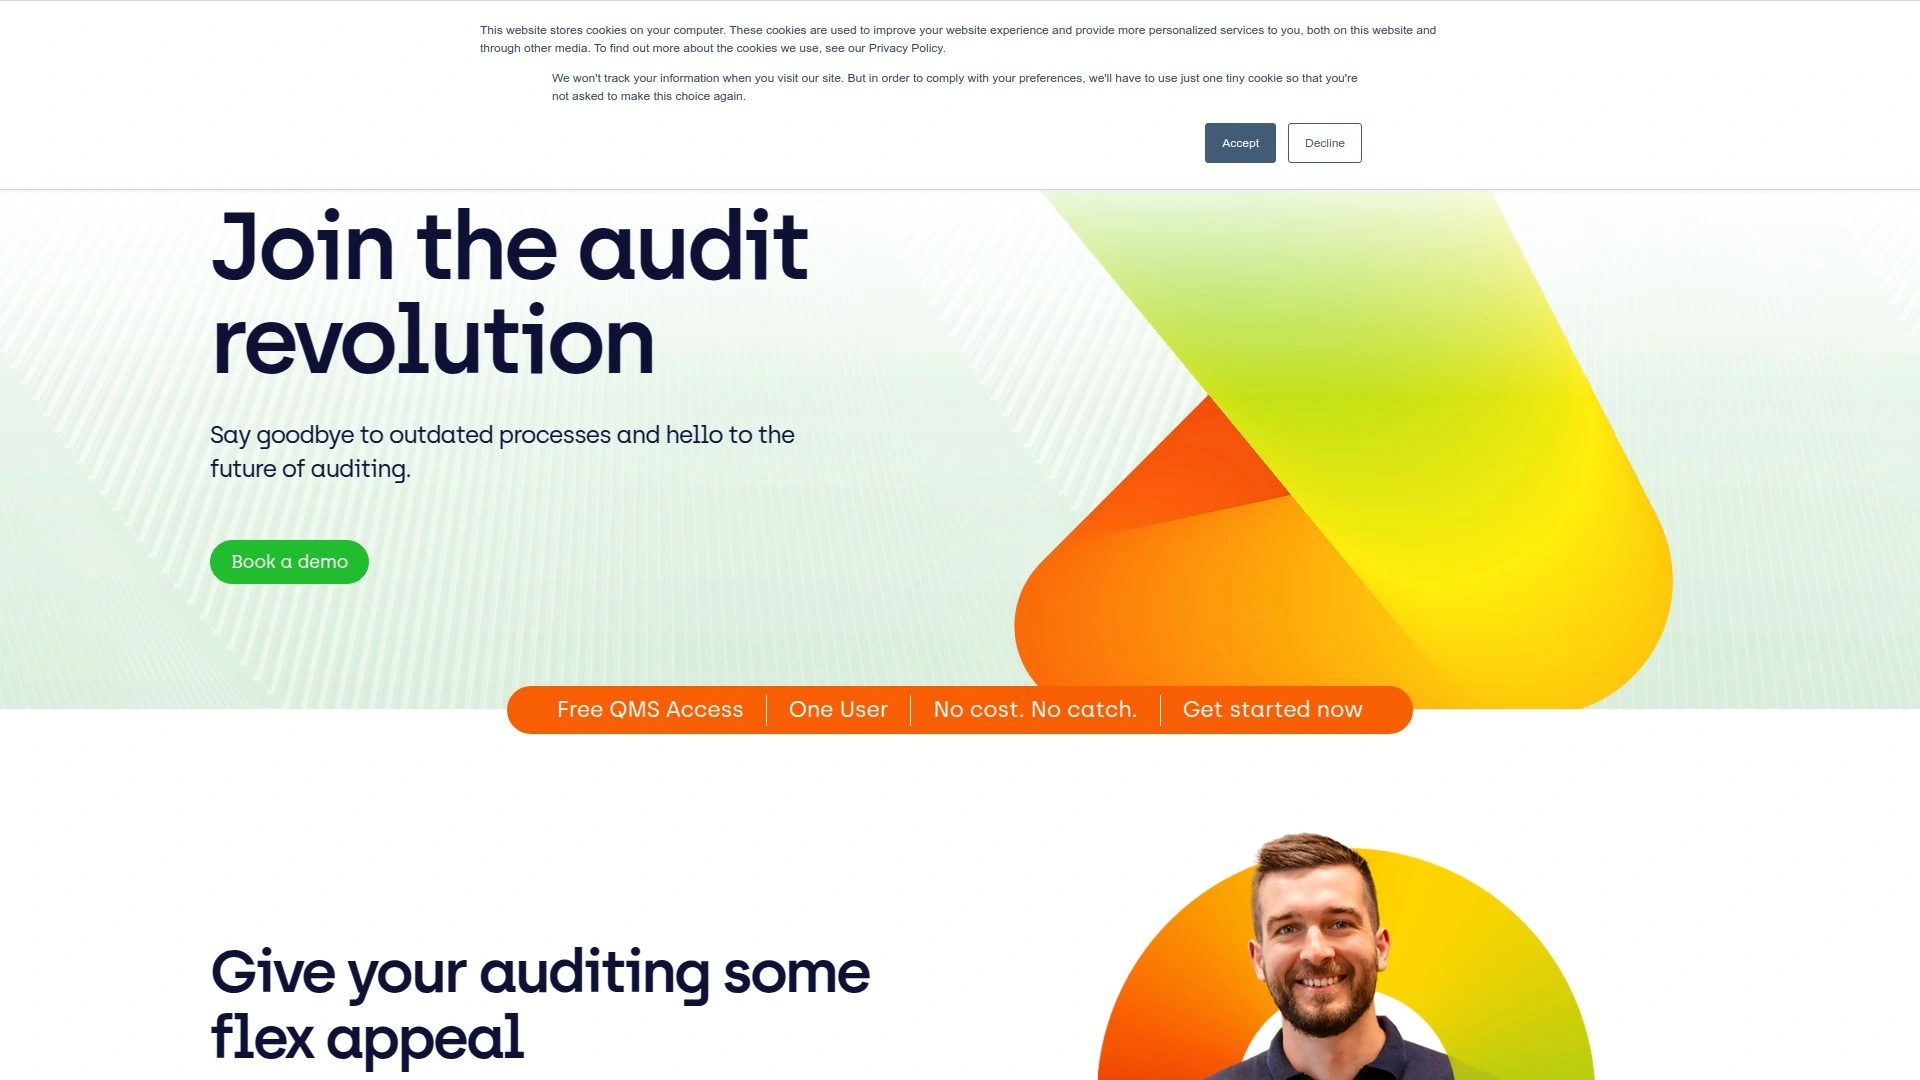 This website stores cookies on your computer. These cookies are used to improve your website experience and provide more personalized services to you, both on this website and
through other media. To find out more about the cookies we use, see our Privacy Policy.
We won't track your information when you visit our site. But in order to comply with your preferences, we'll have to use just one tiny cookie so that you're
not asked to make this choice again.
Accept
Decline
Join the audit
revolution
Say goodbye to outdated processes and hello to the
future of auditing.
Book a demo
Free QMS Access
One User
No cost. No catch.
Get started now
Give your auditing some
flex appeal